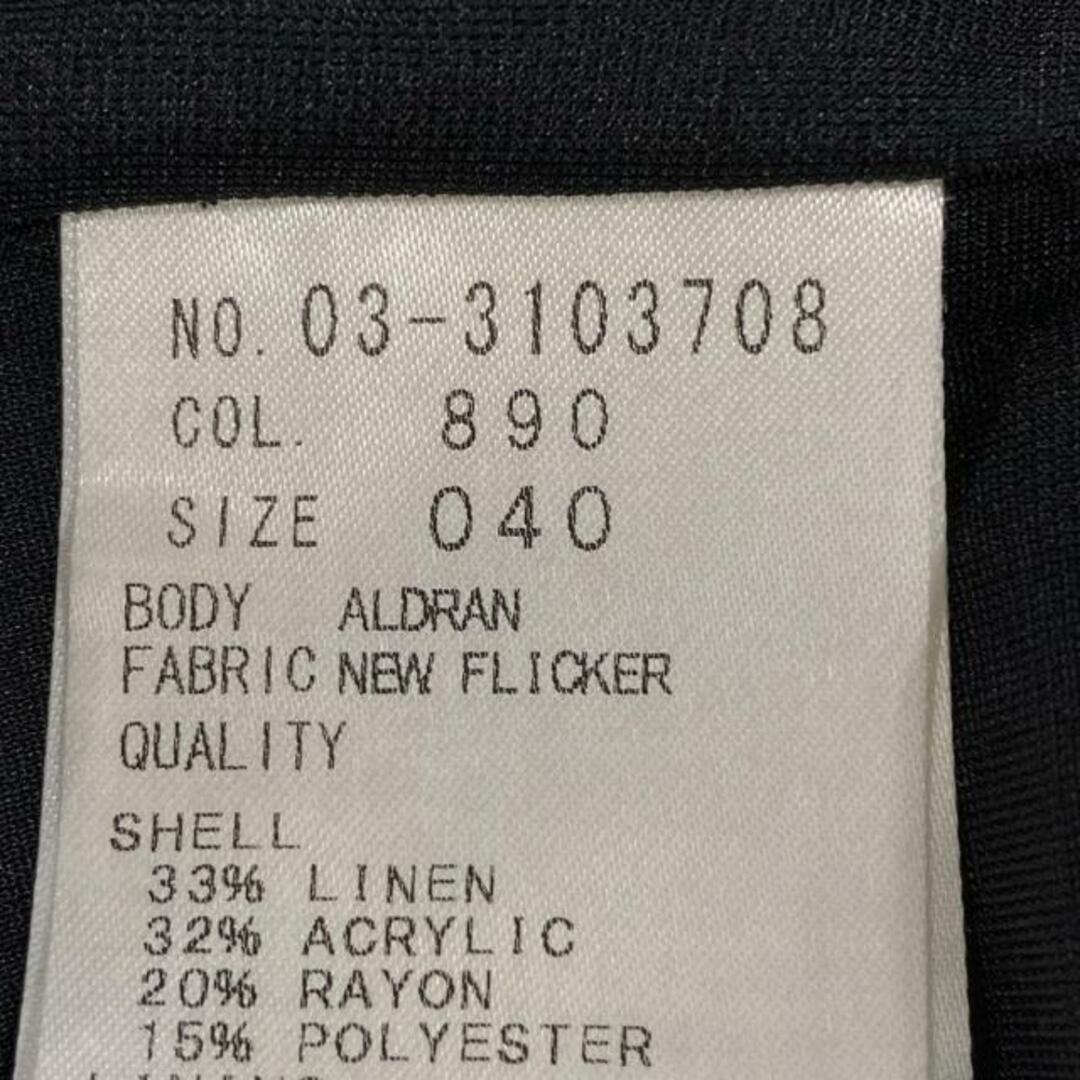 NO. 03-3103708
COL. 890
SIZE 040
BODY ALDRAN
FABRIC NEW FLICKER
QUALITY
SHELL
33% LINEN
32% ACRYLIC
20% RAYON
15% POLYESTER